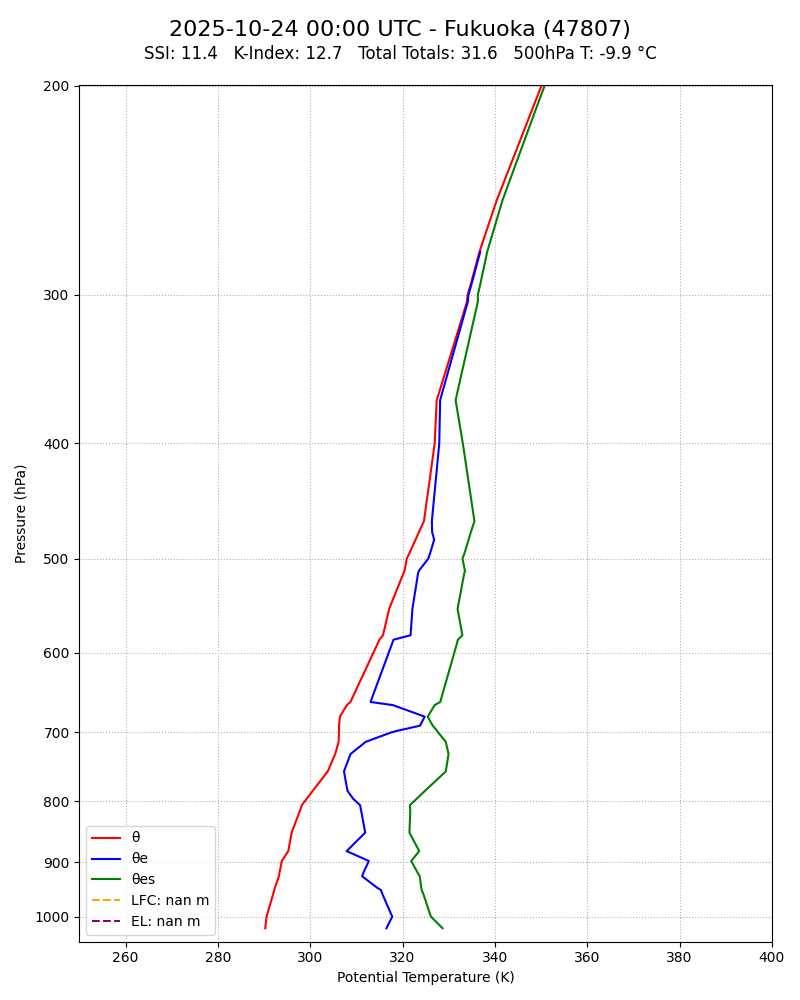 2025-10-24 00:00 UTC - Fukuoka (47807)
SSI: 11.4   K-Index: 12.7   Total Totals: 31.6   500hPa T: -9.9 °C
200
300
400
500
600
700
800
900
1000
Pressure (hPa)
θ
θe
θes
LFC: nan m
EL: nan m
260 280 300 320 340 360 380 400
Potential Temperature (K)